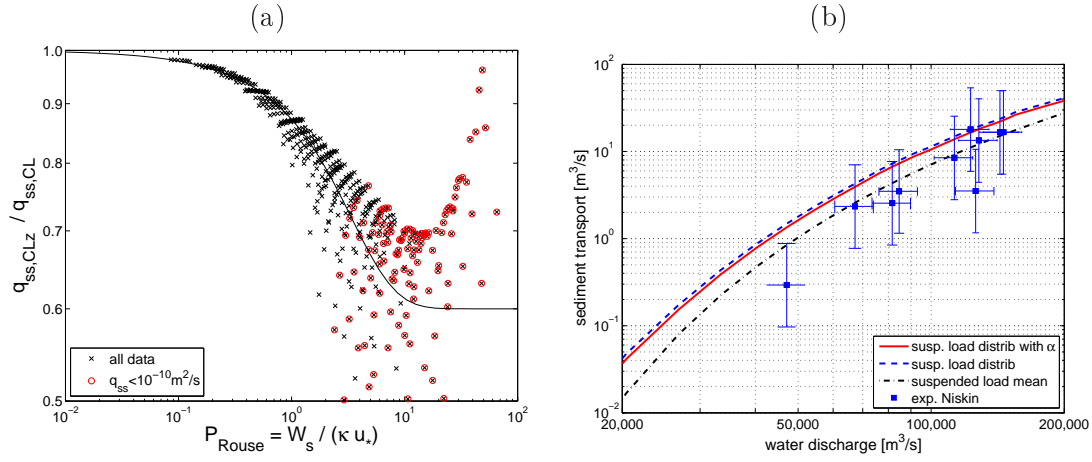 (a)
1.0
0.9
0.8
0.7
0.6
0.5
q_ss,CLz / q_ss,CL
× all data
○ q_ss<10^−10m^2/s
10^−2
10^−1
10^0
10^1
10^2
P_Rouse = W_s / (κ u_*)
(b)
10^2
10^1
10^0
10^−1
10^−2
sediment transport [m^3/s]
susp. load distrib with α
susp. load distrib
suspended load mean
exp. Niskin
20,000
50,000
100,000
200,000
water discharge [m^3/s]